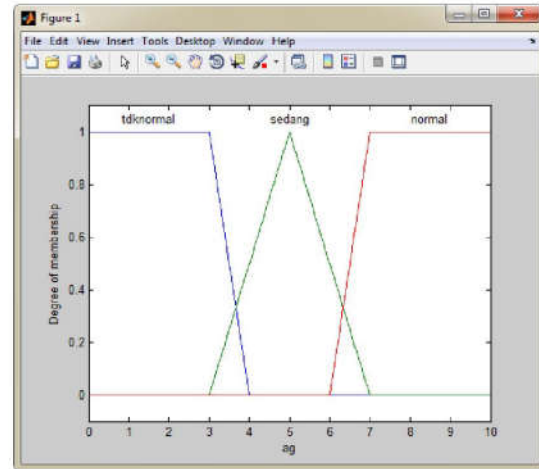 Figure 1
File Edit View Insert Tools Desktop Window Help
tdknormal sedang normal
1
0.8
0.6
0.4
0.2
0
Degree of membership
0 1 2 3 4 5 6 7 8 9 10
ag